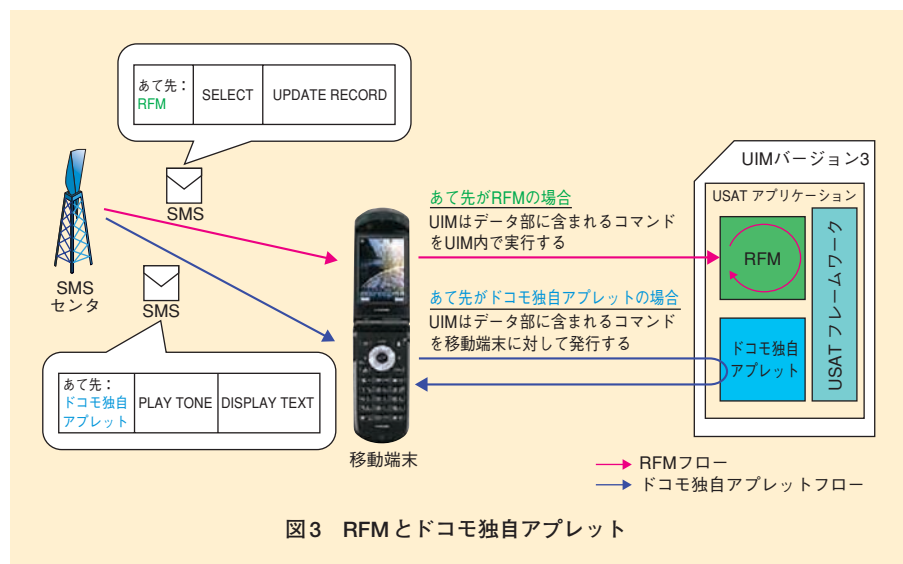 あて先：
RFM
SELECT
UPDATE RECORD
SMS
SMS
センタ
SMS
あて先：
ドコモ独自
アプレット
PLAY TONE
DISPLAY TEXT
移動端末
あて先がRFMの場合
UIMはデータ部に含まれるコマンド
をUIM内で実行する
あて先がドコモ独自アプレットの場合
UIMはデータ部に含まれるコマンド
を移動端末に対して発行する
UIMバージョン3
USAT アプリケーション
RFM
ドコモ独自
アプレット
USAT フレームワーク
RFMフロー
ドコモ独自アプレットフロー
図3 RFMとドコモ独自アプレット